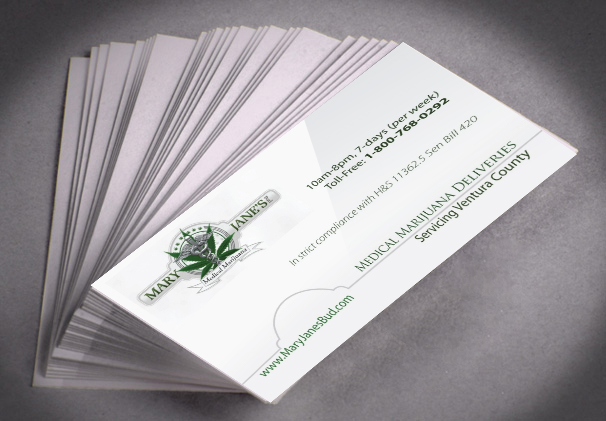 10am-8pm, 7-days (per week)
Toll-Free: 1-800-768-0292
In strict compliance with H&S 11362.5 Sen Bill 420
MARY JANE'S
Medical Marijuana
MEDICAL MARIJUANA DELIVERIES
Servicing Ventura County
www.MaryJanesBud.com